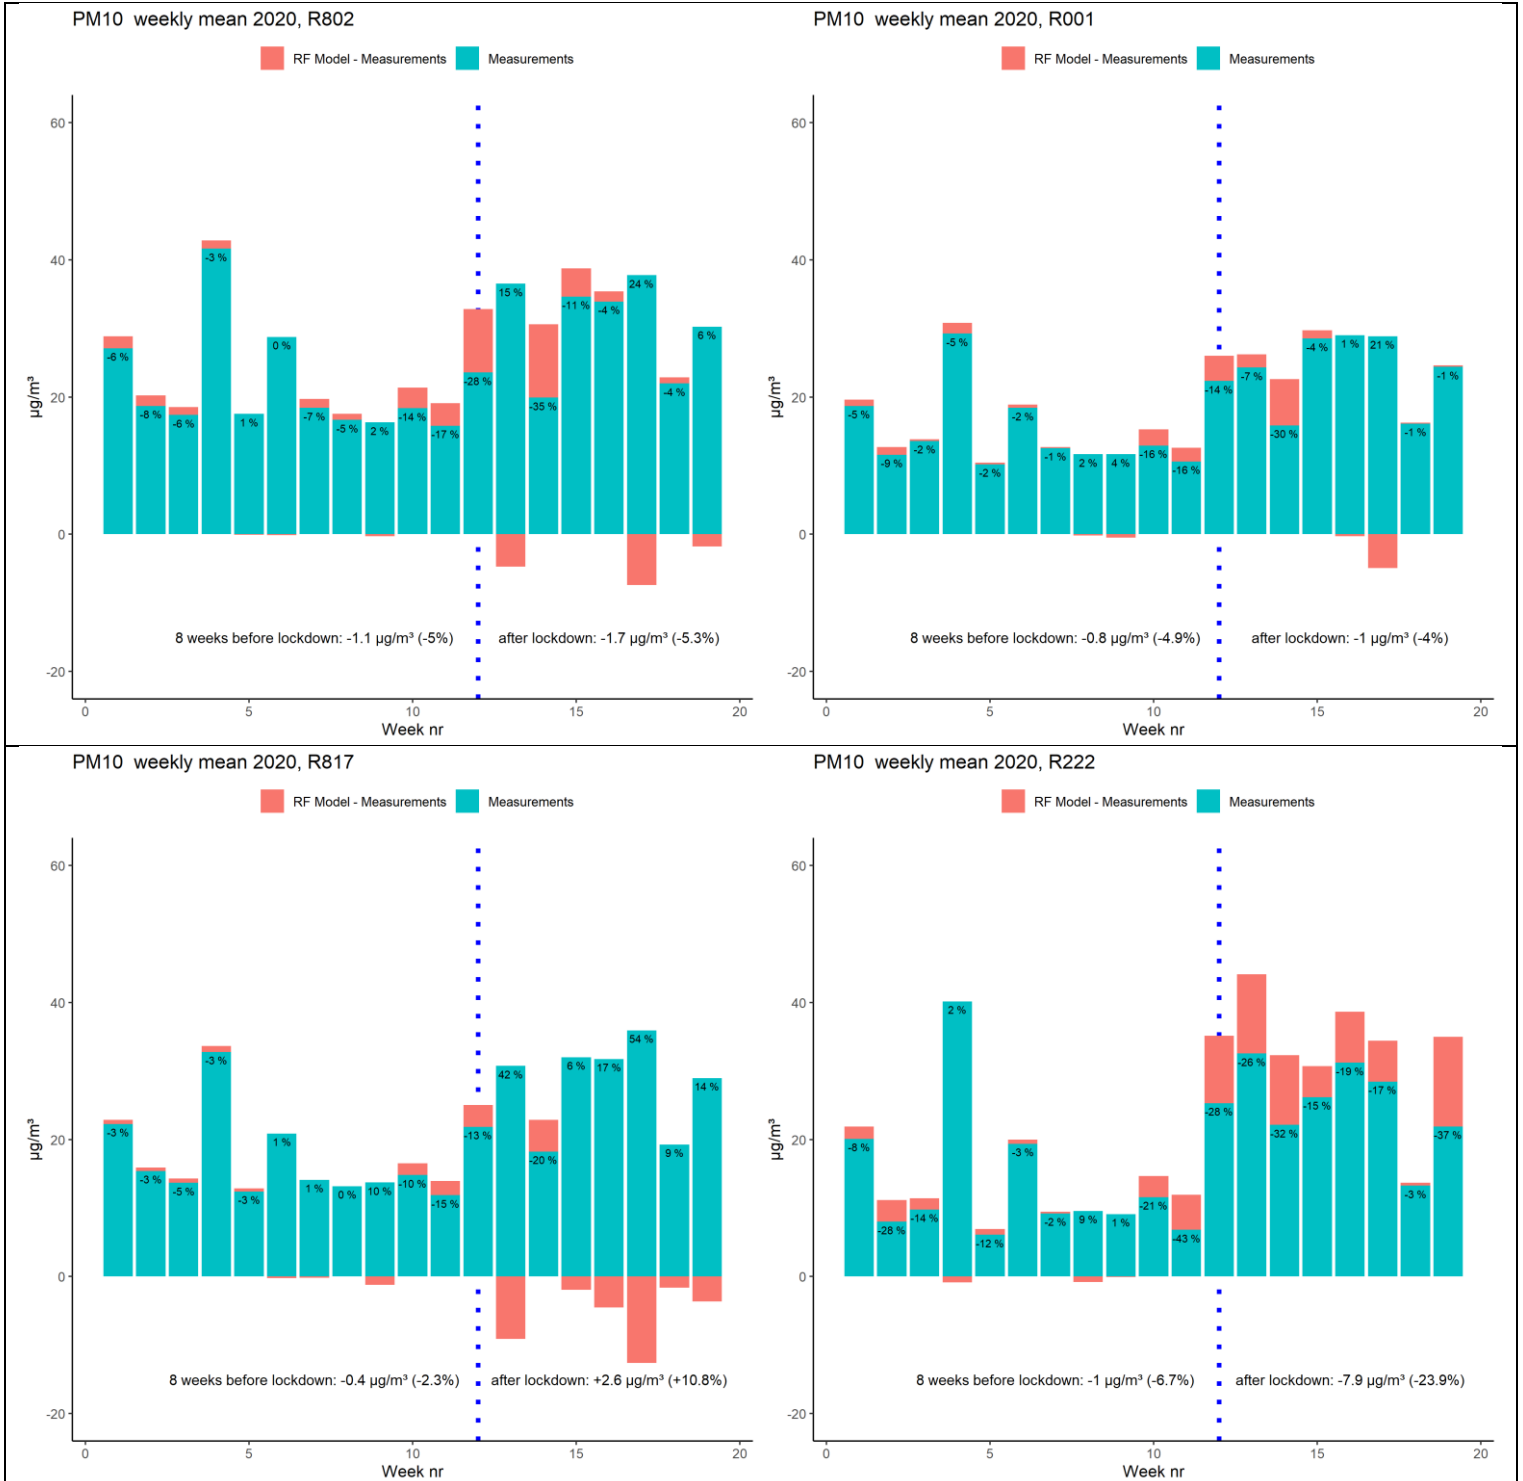 PM10 weekly mean 2020, R802
RF Model - Measurements Measurements
60
40
20
0
-20
µg/m³
-6 % -8 % -6 % -3 % 1 % 0 % -7 % -5 % 2 % -14 % -17 % -28 % 15 % -35 % -11 % -4 % 24 % -4 % 6 %
8 weeks before lockdown: -1.1 µg/m³ (-5%) after lockdown: -1.7 µg/m³ (-5.3%)
0 5 10 15 20
Week nr
PM10 weekly mean 2020, R001
RF Model - Measurements Measurements
60
40
20
0
-20
µg/m³
-5 % -9 % -2 % -5 % -2 % -2 % -1 % 2 % 4 % -16 % -16 % -14 % -7 % -30 % -4 % 1 % 21 % -1 % -1 %
8 weeks before lockdown: -0.8 µg/m³ (-4.9%) after lockdown: -1 µg/m³ (-4%)
0 5 10 15 20
Week nr
PM10 weekly mean 2020, R817
RF Model - Measurements Measurements
60
40
20
0
-20
µg/m³
-3 % -3 % -5 % -3 % -3 % 1 % 1 % 0 % 10 % -10 % -15 % -13 % 42 % -20 % 6 % 17 % 54 % 9 % 14 %
8 weeks before lockdown: -0.4 µg/m³ (-2.3%) after lockdown: +2.6 µg/m³ (+10.8%)
0 5 10 15 20
Week nr
PM10 weekly mean 2020, R222
RF Model - Measurements Measurements
60
40
20
0
-20
µg/m³
-8 % -28 % -14 % 2 % -12 % -3 % -2 % 9 % 1 % -21 % -43 % -28 % -26 % -32 % -15 % -19 % -17 % -3 % -37 %
8 weeks before lockdown: -1 µg/m³ (-6.7%) after lockdown: -7.9 µg/m³ (-23.9%)
0 5 10 15 20
Week nr